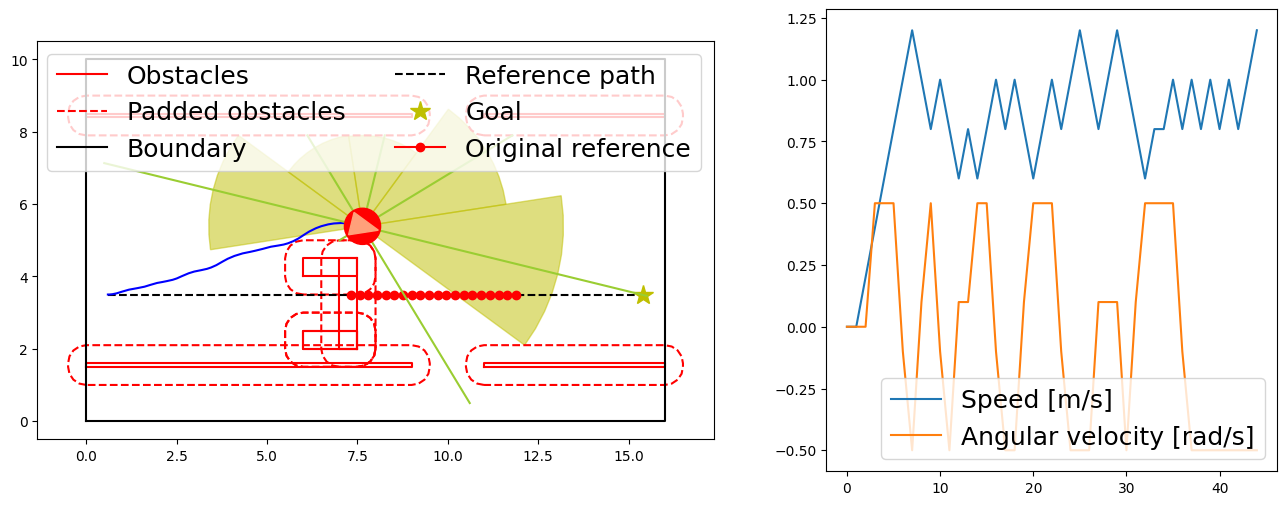 10
8
6
4
2
0
0.0 2.5 5.0 7.5 10.0 12.5 15.0
Obstacles
Padded obstacles
Boundary
Reference path
Goal
Original reference
1.25
1.00
0.75
0.50
0.25
0.00
−0.25
−0.50
0 10 20 30 40
Speed [m/s]
Angular velocity [rad/s]